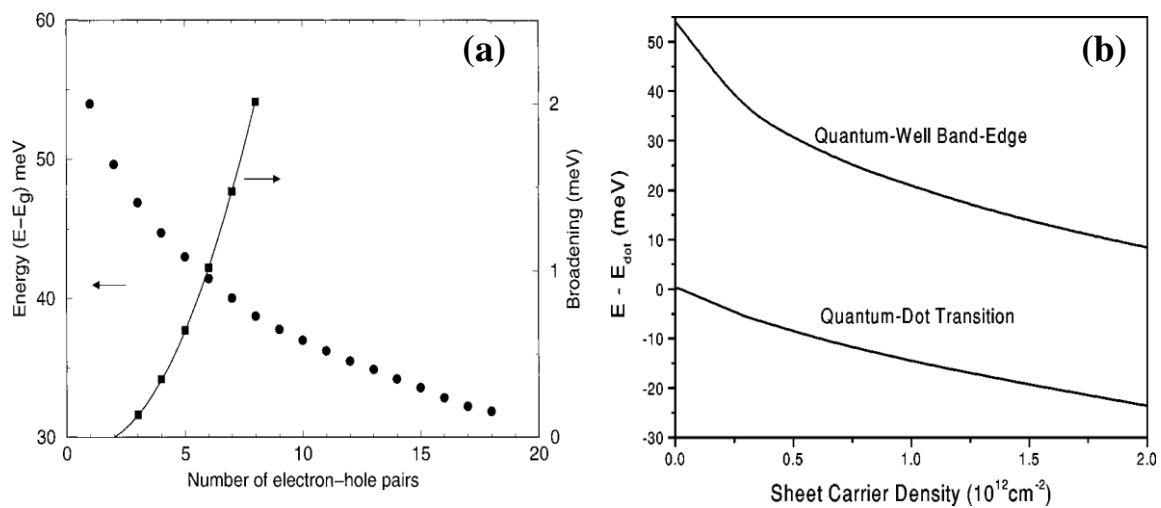 (a)
60
50
40
30
Energy (E−Eg) meV
0
5
10
15
20
Number of electron−hole pairs
2
1
0
Broadening (meV)
(b)
50
40
30
20
10
0
-10
-20
-30
E - Edot (meV)
Quantum-Well Band-Edge
Quantum-Dot Transition
0.0
0.5
1.0
1.5
2.0
Sheet Carrier Density (10¹²cm⁻²)